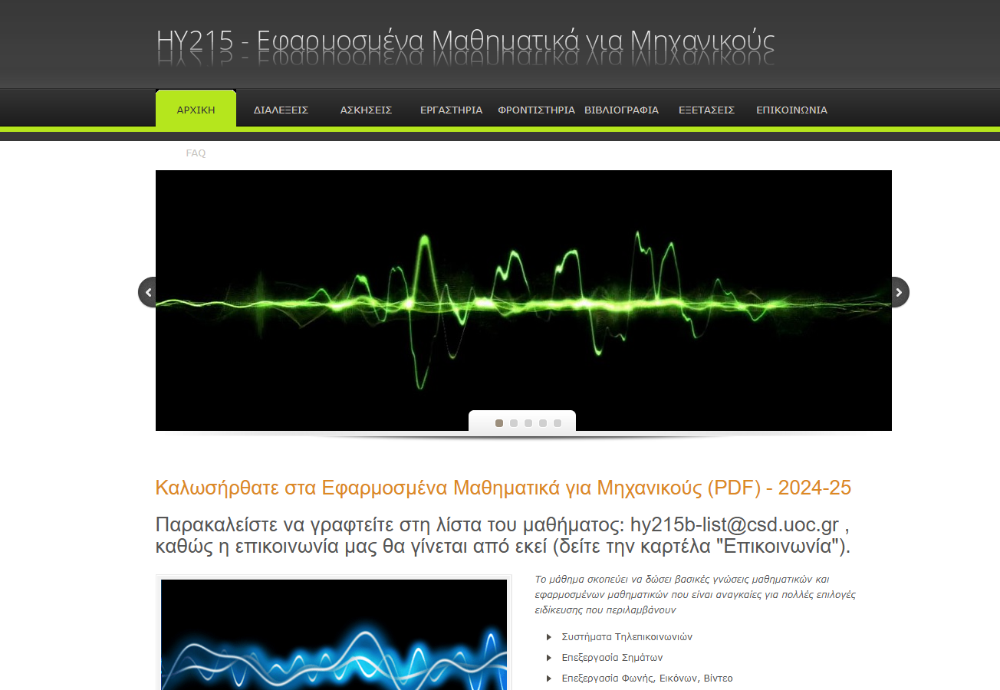 ΗΥ215 - Εφαρμοσμένα Μαθηματικά για Μηχανικούς
ΑΡΧΙΚΗ ΔΙΑΛΕΞΕΙΣ ΑΣΚΗΣΕΙΣ ΕΡΓΑΣΤΗΡΙΑ ΦΡΟΝΤΙΣΤΗΡΙΑ ΒΙΒΛΙΟΓΡΑΦΙΑ ΕΞΕΤΑΣΕΙΣ ΕΠΙΚΟΙΝΩΝΙΑ
FAQ
Καλωσήρθατε στα Εφαρμοσμένα Μαθηματικά για Μηχανικούς (PDF) - 2024-25
Παρακαλείστε να γραφτείτε στη λίστα του μαθήματος: hy215b-list@csd.uoc.gr ,
καθώς η επικοινωνία μας θα γίνεται από εκεί (δείτε την καρτέλα "Επικοινωνία").
Το μάθημα σκοπεύει να δώσει βασικές γνώσεις μαθηματικών και
εφαρμοσμένων μαθηματικών που είναι αναγκαίες για πολλές επιλογές
ειδίκευσης που περιλαμβάνουν
Συστήματα Τηλεπικοινωνιών
Επεξεργασία Σημάτων
Επεξεργασία Φωνής, Εικόνων, Βίντεο